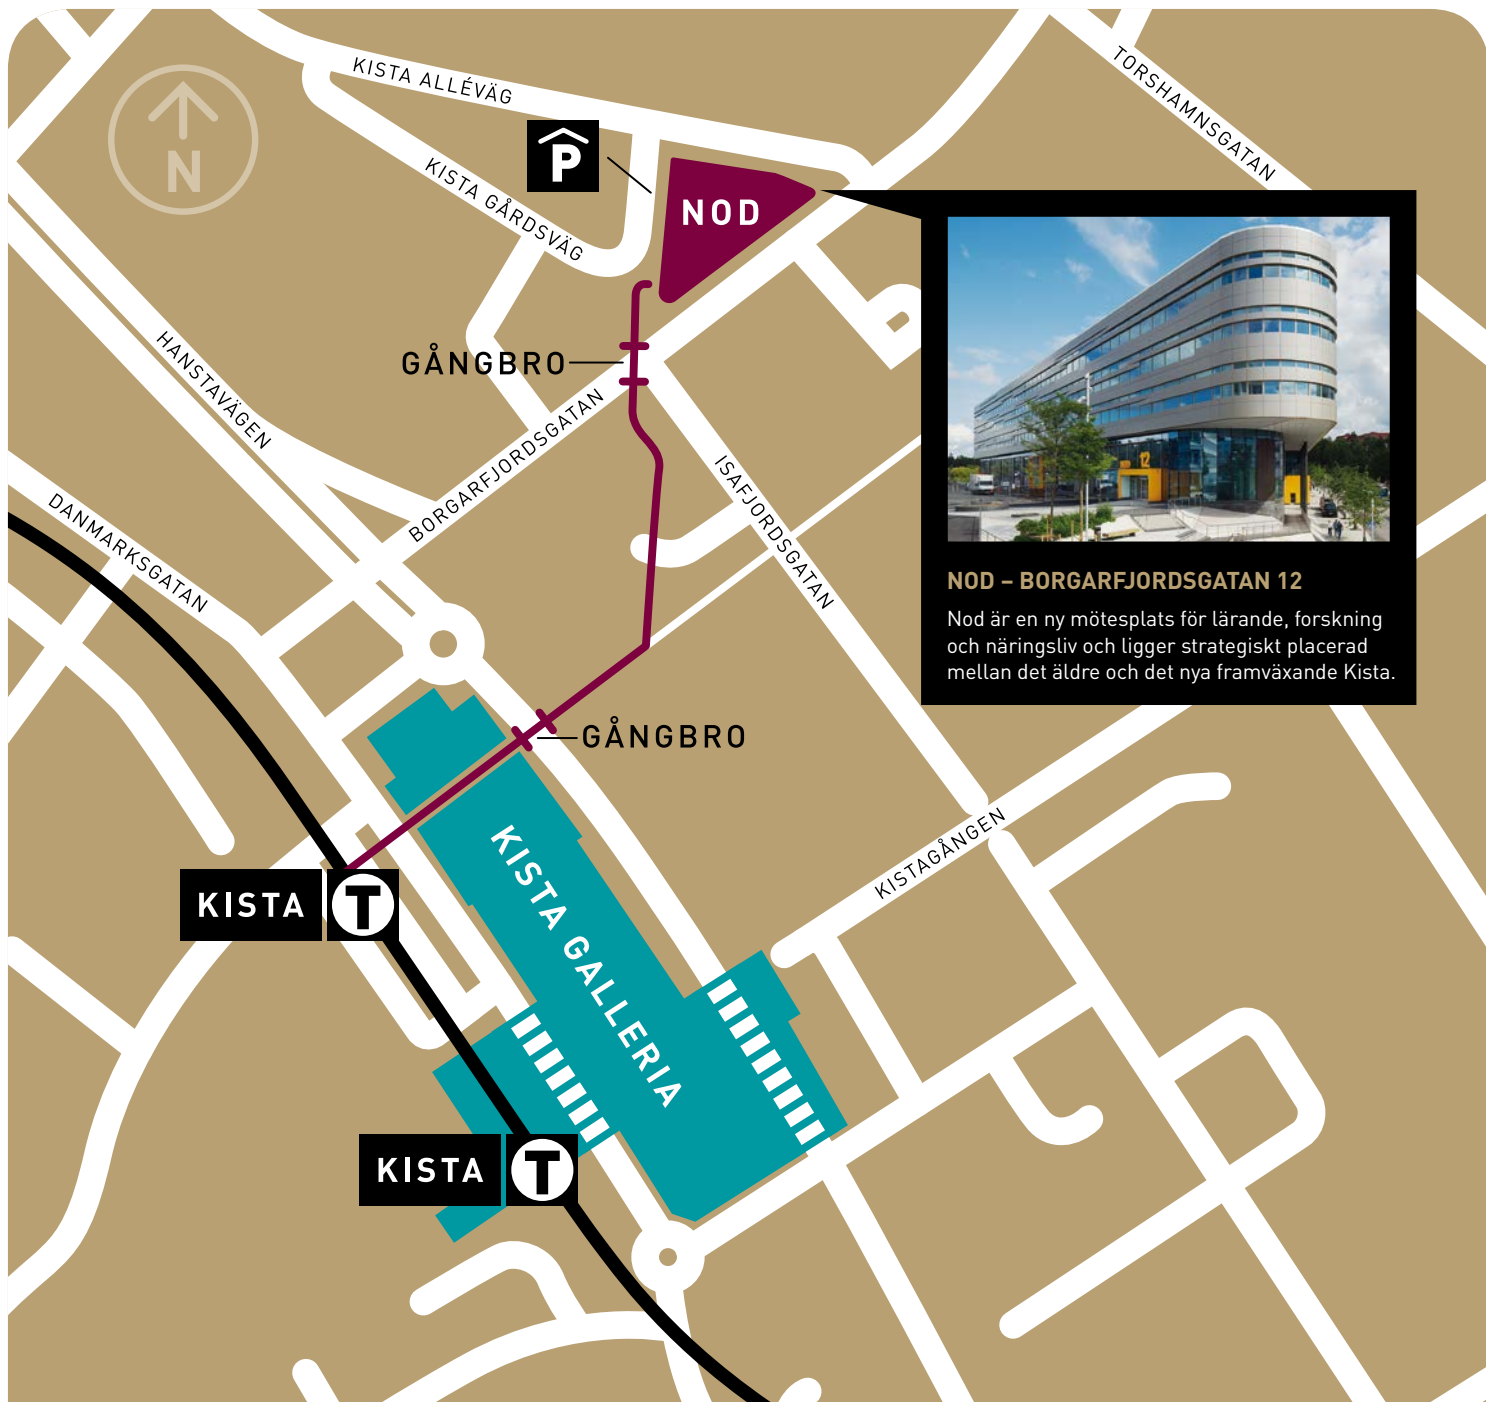 N
KISTA ALLÉVÄG
TORSHAMNSGATAN
P
KISTA GÅRDSVÄG
NOD
HANSTAVÄGEN
GÅNGBRO
BORGARFJORDSGATAN
ISAFJORDSGATAN
DANMARKSGATAN
12
NOD – BORGARFJORDSGATAN 12
Nod är en ny mötesplats för lärande, forskning
och näringsliv och ligger strategiskt placerad
mellan det äldre och det nya framväxande Kista.
GÅNGBRO
KISTAGÅNGEN
KISTA GALLERIA
KISTA T
KISTA T